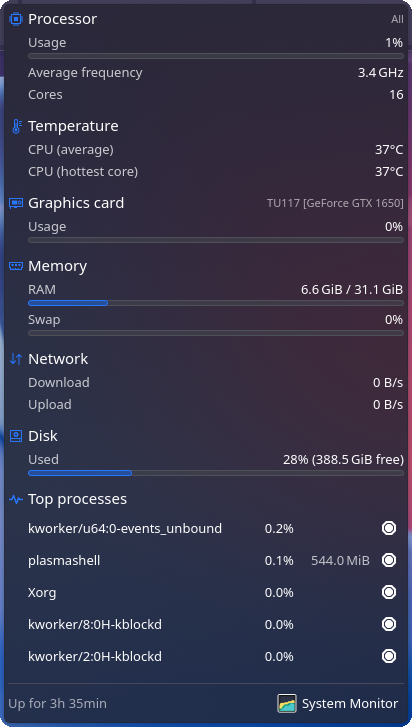 Processor All
Usage 1%
Average frequency 3.4 GHz
Cores 16
Temperature
CPU (average) 37°C
CPU (hottest core) 37°C
Graphics card TU117 [GeForce GTX 1650]
Usage 0%
Memory
RAM 6.6 GiB / 31.1 GiB
Swap 0%
Network
Download 0 B/s
Upload 0 B/s
Disk
Used 28% (388.5 GiB free)
Top processes
kworker/u64:0-events_unbound 0.2%
plasmashell 0.1% 544.0 MiB
Xorg 0.0%
kworker/8:0H-kblockd 0.0%
kworker/2:0H-kblockd 0.0%
Up for 3h 35min System Monitor